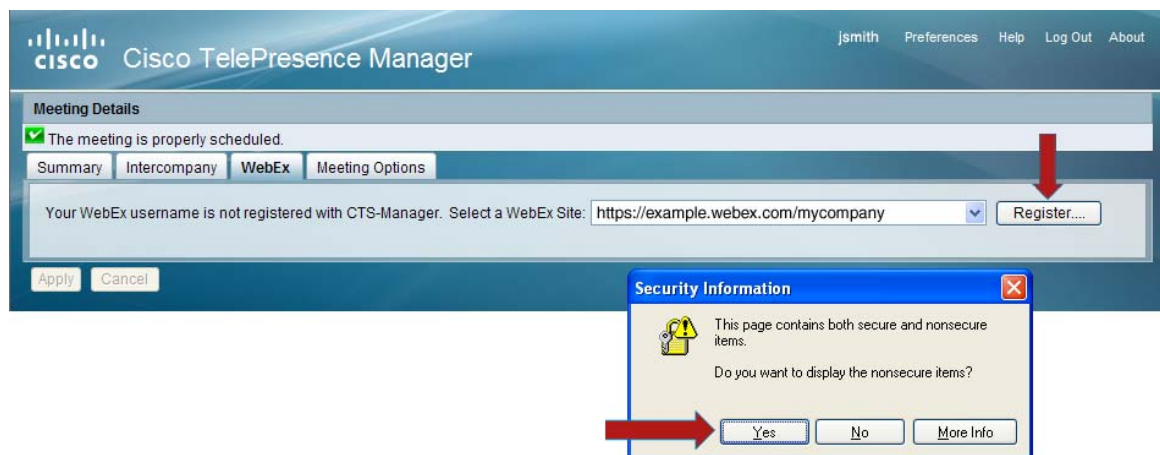 jsmith Preferences Help Log Out About
CISCO Cisco TelePresence Manager
Meeting Details
The meeting is properly scheduled.
Summary Intercompany WebEx Meeting Options
Your WebEx username is not registered with CTS-Manager. Select a WebEx Site: https://example.webex.com/mycompany Register....
Apply Cancel
Security Information
This page contains both secure and nonsecure
items.
Do you want to display the nonsecure items?
Yes No More Info